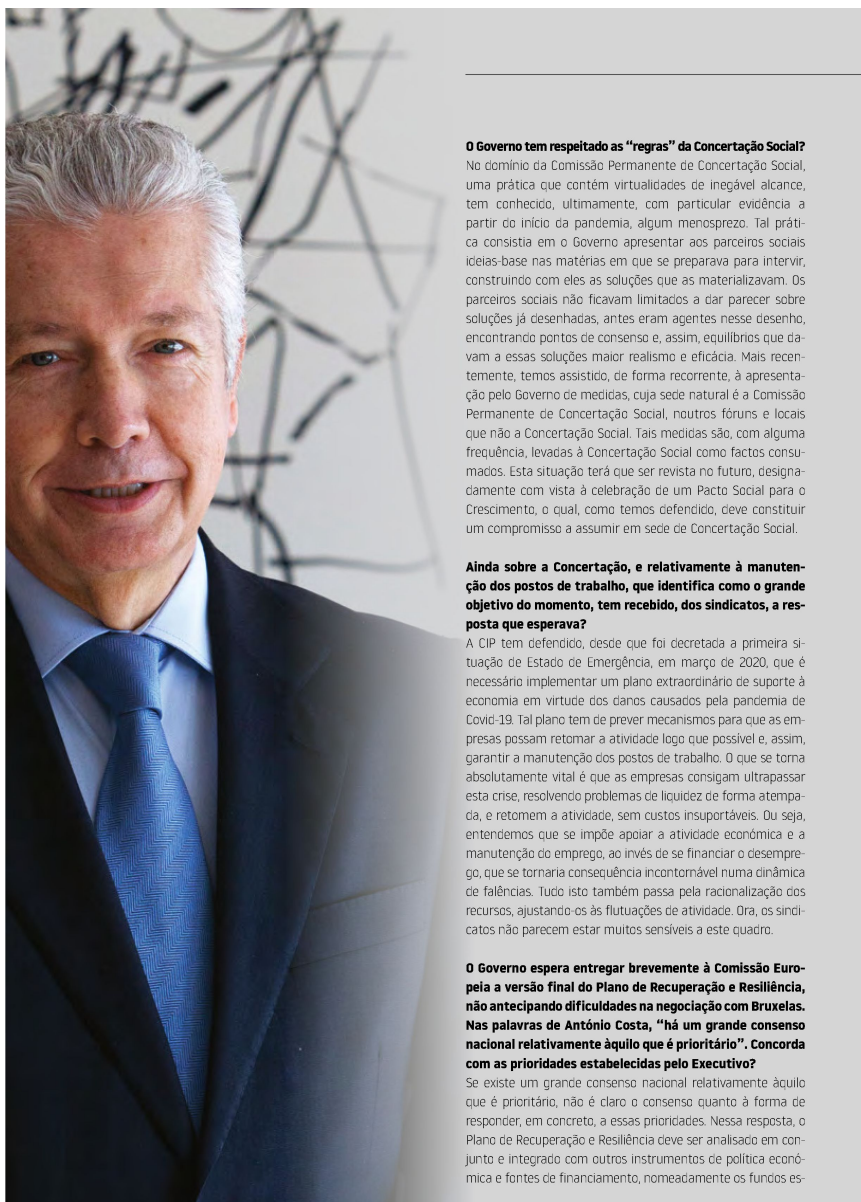 O Governo tem respeitado as “regras” da Concertação Social?
No domínio da Comissão Permanente de Concertação Social,
uma prática que contém virtualidades de inegável alcance,
tem conhecido, ultimamente, com particular evidência a
partir do início da pandemia, algum menosprezo. Tal práti-
ca consistia em o Governo apresentar aos parceiros sociais
ideias-base nas matérias em que se preparava para intervir,
construindo com eles as soluções que as materializavam. Os
parceiros sociais não ficavam limitados a dar parecer sobre
soluções já desenhadas, antes eram agentes nesse desenho,
encontrando pontos de consenso e, assim, equilíbrios que da-
vam a essas soluções maior realismo e eficácia. Mais recen-
temente, temos assistido, de forma recorrente, à apresenta-
ção pelo Governo de medidas, cuja sede natural é a Comissão
Permanente de Concertação Social, noutros fóruns e locais
que não a Concertação Social. Tais medidas são, com alguma
frequência, levadas à Concertação Social como factos consu-
mados. Esta situação terá que ser revista no futuro, designa-
damente com vista à celebração de um Pacto Social para o
Crescimento, o qual, como temos defendido, deve constituir
um compromisso a assumir em sede de Concertação Social.
Ainda sobre a Concertação, e relativamente à manuten-
ção dos postos de trabalho, que identifica como o grande
objetivo do momento, tem recebido, dos sindicatos, a res-
posta que esperava?
A CIP tem defendido, desde que foi decretada a primeira si-
tuação de Estado de Emergência, em março de 2020, que é
necessário implementar um plano extraordinário de suporte à
economia em virtude dos danos causados pela pandemia de
Covid-19. Tal plano tem de prever mecanismos para que as em-
presas possam retomar a atividade logo que possível e, assim,
garantir a manutenção dos postos de trabalho. O que se torna
absolutamente vital é que as empresas consigam ultrapassar
esta crise, resolvendo problemas de liquidez de forma atempa-
da, e retomem a atividade, sem custos insuportáveis. Ou seja,
entendemos que se impõe apoiar a atividade económica e a
manutenção do emprego, ao invés de se financiar o desempre-
go, que se tornaria consequência incontornável numa dinâmica
de falências. Tudo isto também passa pela racionalização dos
recursos, ajustando-os às flutuações de atividade. Ora, os sindi-
catos não parecem estar muitos sensíveis a este quadro.
O Governo espera entregar brevemente à Comissão Euro-
peia a versão final do Plano de Recuperação e Resiliência,
não antecipando dificuldades na negociação com Bruxelas.
Nas palavras de António Costa, “há um grande consenso
nacional relativamente àquilo que é prioritário”. Concorda
com as prioridades estabelecidas pelo Executivo?
Se existe um grande consenso nacional relativamente àquilo
que é prioritário, não é claro o consenso quanto à forma de
responder, em concreto, a essas prioridades. Nessa resposta, o
Plano de Recuperação e Resiliência deve ser analisado em con-
junto e integrado com outros instrumentos de política econó-
mica e fontes de financiamento, nomeadamente os fundos es-